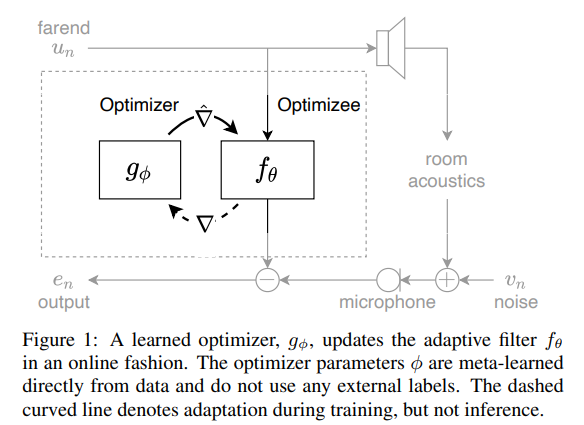 farend
uₙ
Optimizer ∇̂ Optimizee
g_ϕ f_θ
∇
room
acoustics
eₙ − + vₙ
output microphone noise
Figure 1: A learned optimizer, g_ϕ, updates the adaptive filter f_θ
in an online fashion. The optimizer parameters ϕ are meta-learned
directly from data and do not use any external labels. The dashed
curved line denotes adaptation during training, but not inference.